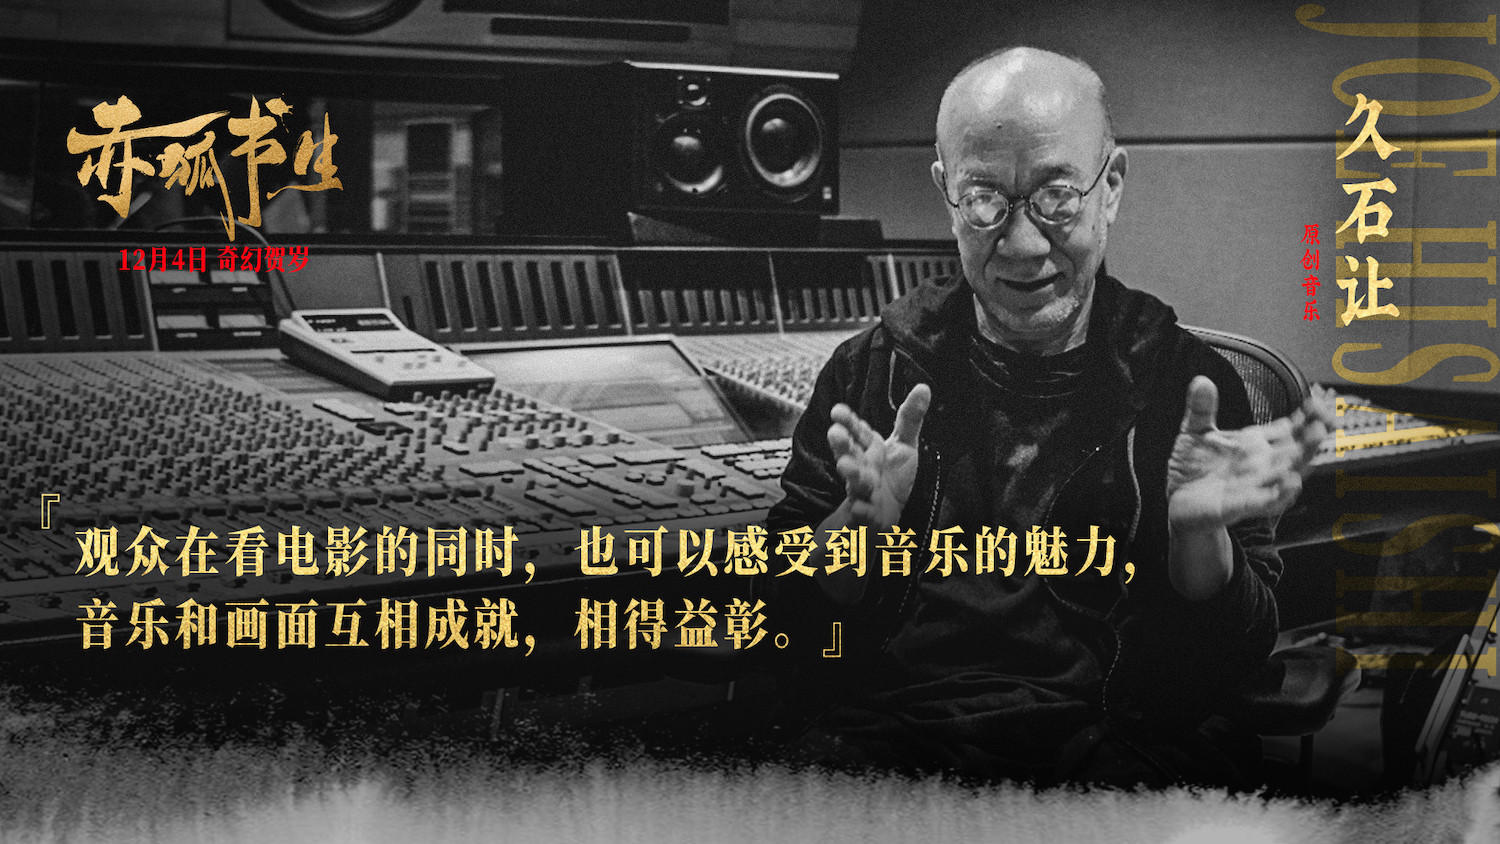 赤狐书生
12月4日 奇幻贺岁
久石让
原创音乐
JOE HISAISHI
『观众在看电影的同时，也可以感受到音乐的魅力，
音乐和画面互相成就，相得益彰。』